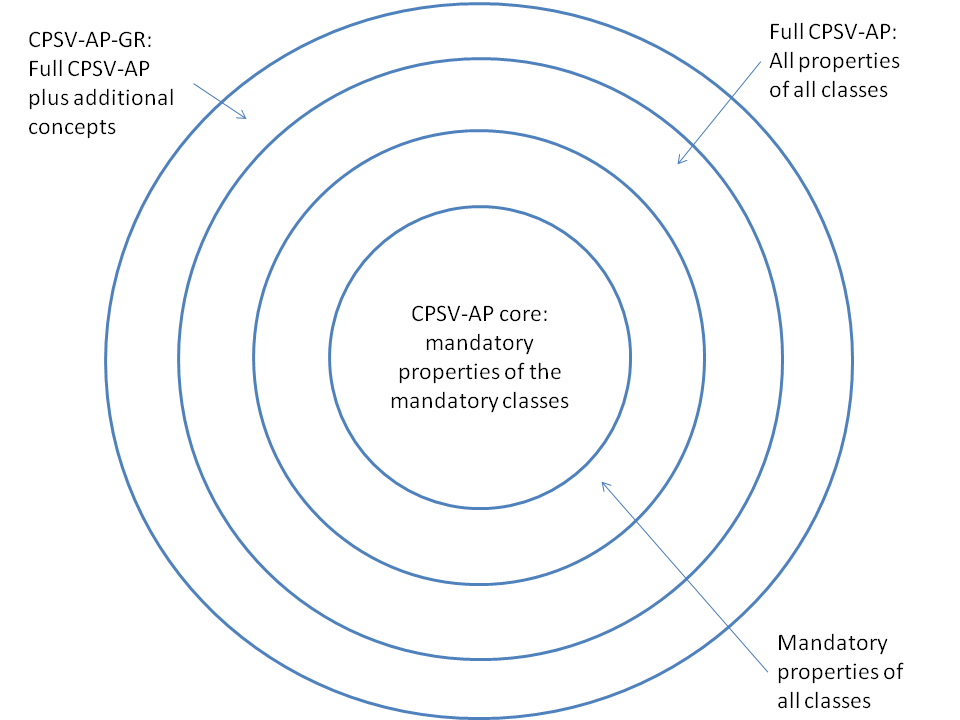 CPSV-AP-GR:
Full CPSV-AP
plus additional
concepts
Full CPSV-AP:
All properties
of all classes
CPSV-AP core:
mandatory
properties of the
mandatory classes
Mandatory
properties of
all classes